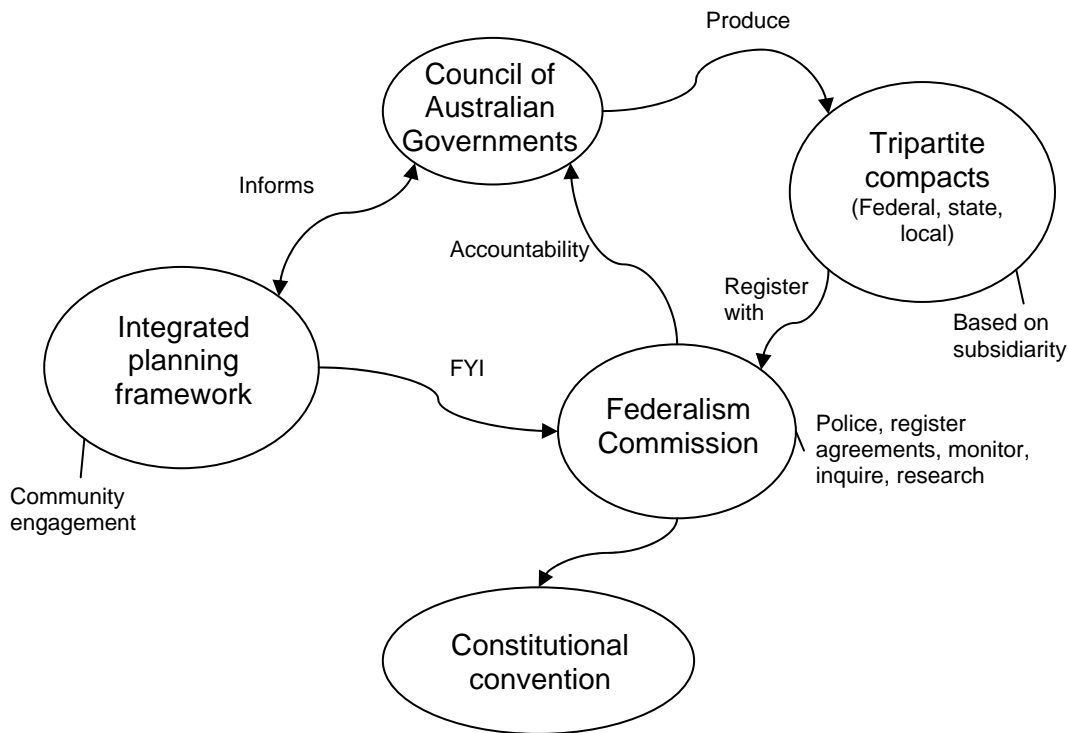 Produce
Council of
Australian
Governments
Tripartite
compacts
(Federal, state,
local)
Informs
Accountability
Register
with
Based on
subsidiarity
Integrated
planning
framework
FYI
Federalism
Commission
Police, register
agreements, monitor,
inquire, research
Community
engagement
Constitutional
convention